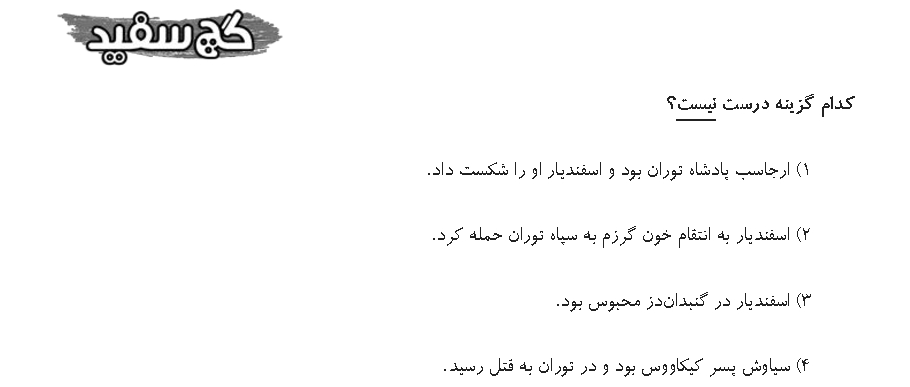 گچ سفید
کدام گزینه درست نیست؟
۱) ارجاسب پادشاه توران بود و اسفندیار او را شکست داد.
۲) اسفندیار به انتقام خون گرزم به سپاه توران حمله کرد.
۳) اسفندیار در گنبدان‌دز محبوس بود.
۴) سیاوش پسر کیکاووس بود و در توران به قتل رسید.